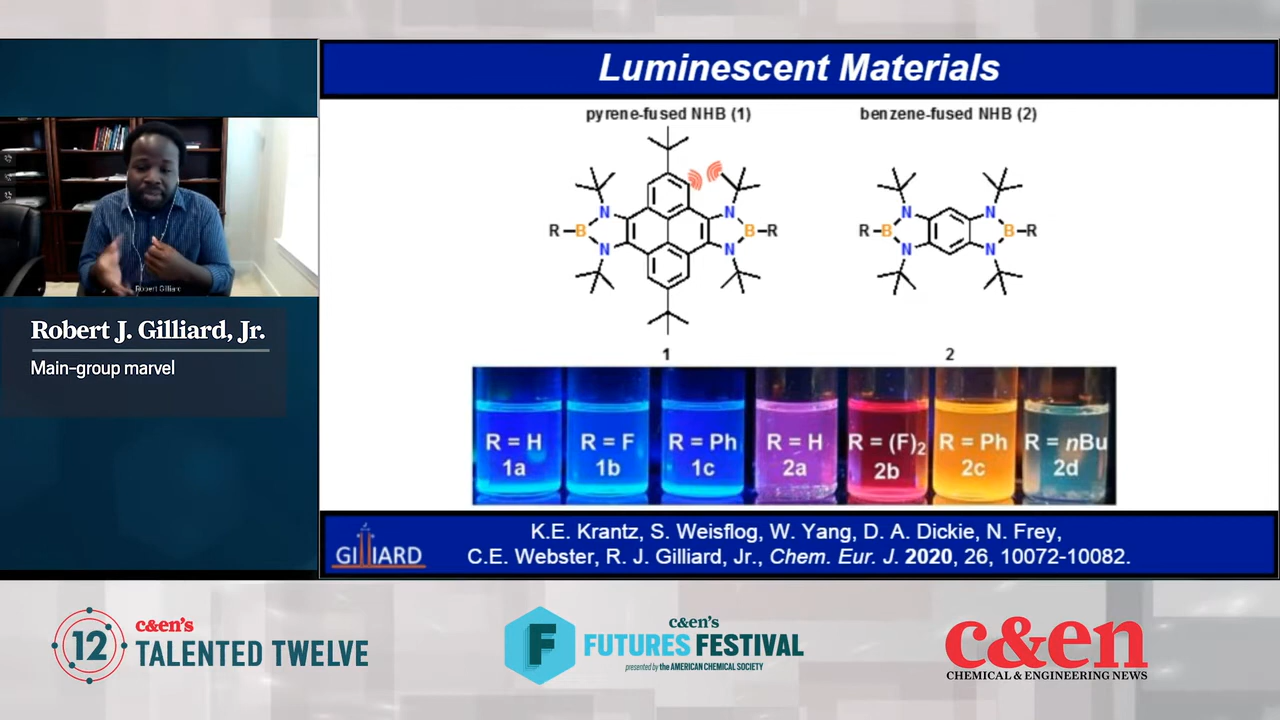 Luminescent Materials
pyrene-fused NHB (1)
benzene-fused NHB (2)
N
N
R
B
B
R
N
N
N
N
R
B
B
R
N
N
1
2
R = H
1a
R = F
1b
R = Ph
1c
R = H
2a
R = (F)2
2b
R = Ph
2c
R = nBu
2d
K.E. Krantz, S. Weisflog, W. Yang, D. A. Dickie, N. Frey,
C.E. Webster, R. J. Gilliard, Jr., Chem. Eur. J. 2020, 26, 10072-10082.
GILLIARD
Robert Gilliard
Robert J. Gilliard, Jr.
Main-group marvel
12
c&en's
TALENTED TWELVE
F
c&en's
FUTURES FESTIVAL
presented by the AMERICAN CHEMICAL SOCIETY
c&en
CHEMICAL & ENGINEERING NEWS